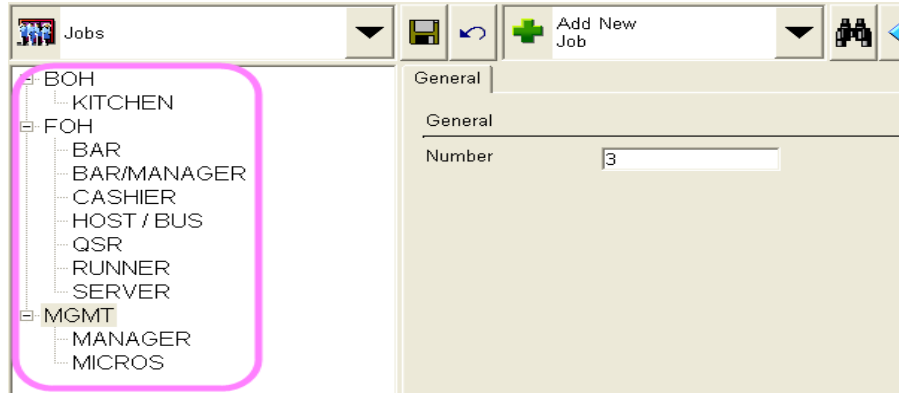 Jobs
Add New
Job
BOH
KITCHEN
FOH
BAR
BAR/MANAGER
CASHIER
HOST / BUS
QSR
RUNNER
SERVER
MGMT
MANAGER
MICROS
General
General
Number
3